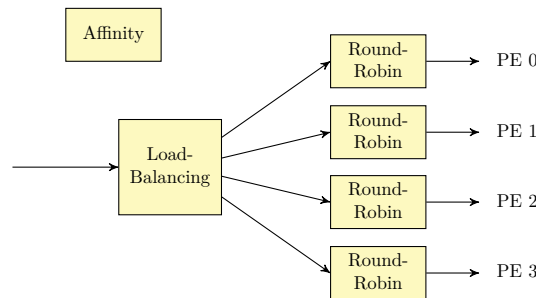 Affinity
Load-
Balancing
Round-
Robin
PE 0
Round-
Robin
PE 1
Round-
Robin
PE 2
Round-
Robin
PE 3